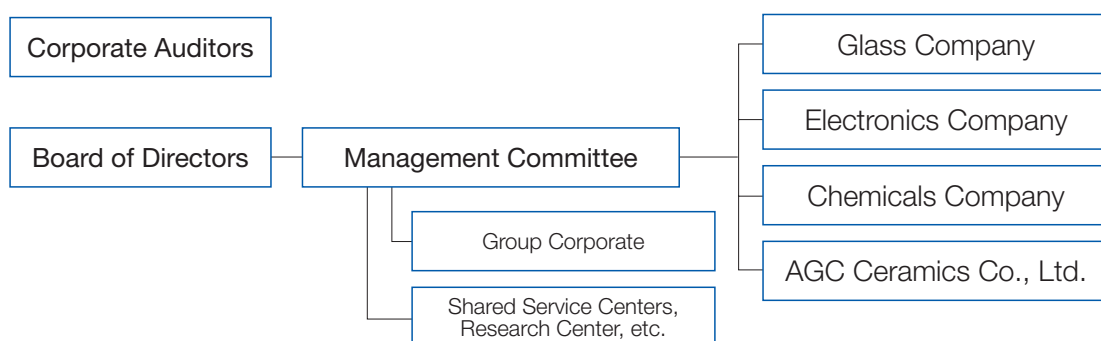 Corporate Auditors
Board of Directors
Management Committee
Group Corporate
Shared Service Centers,
Research Center, etc.
Glass Company
Electronics Company
Chemicals Company
AGC Ceramics Co., Ltd.